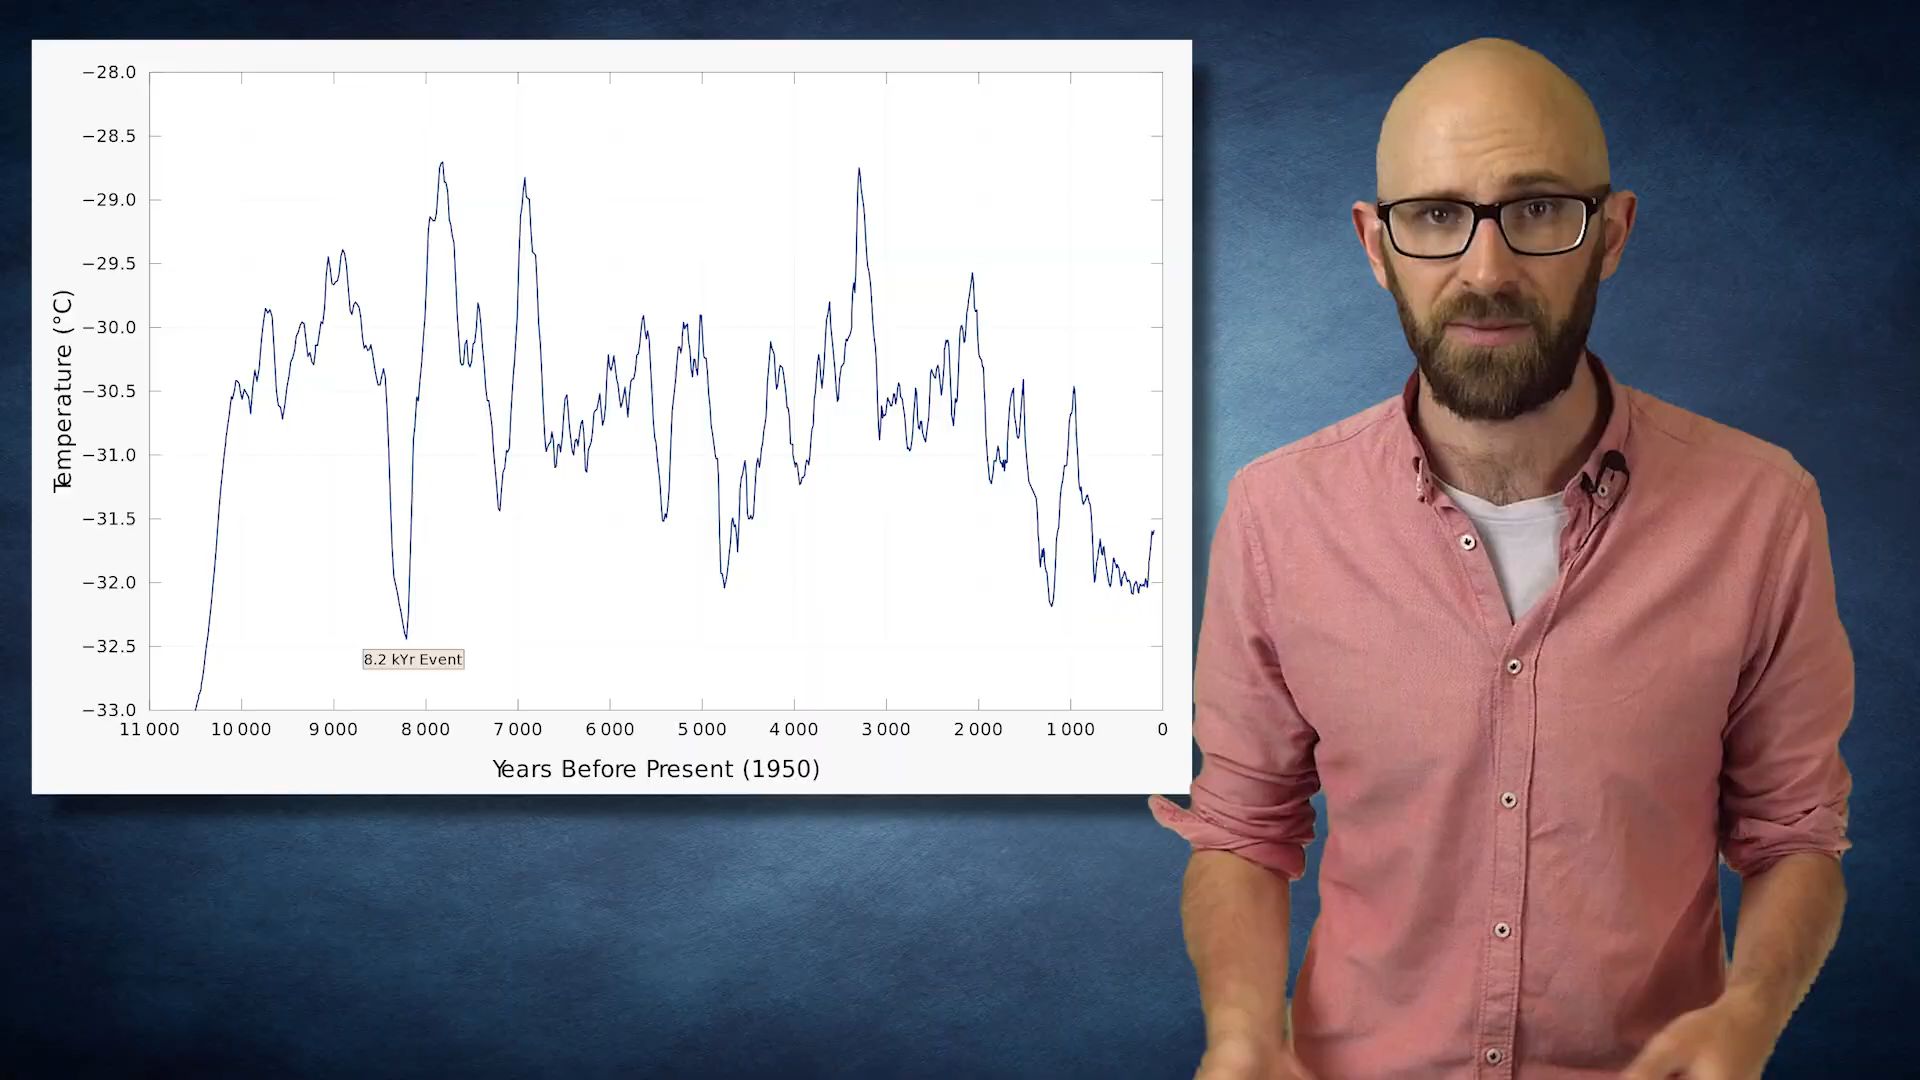 −28.0
−28.5
−29.0
−29.5
−30.0
−30.5
−31.0
−31.5
−32.0
−32.5
−33.0
Temperature (°C)
8.2 kYr Event
11 000 10 000 9 000 8 000 7 000 6 000 5 000 4 000 3 000 2 000 1 000 0
Years Before Present (1950)